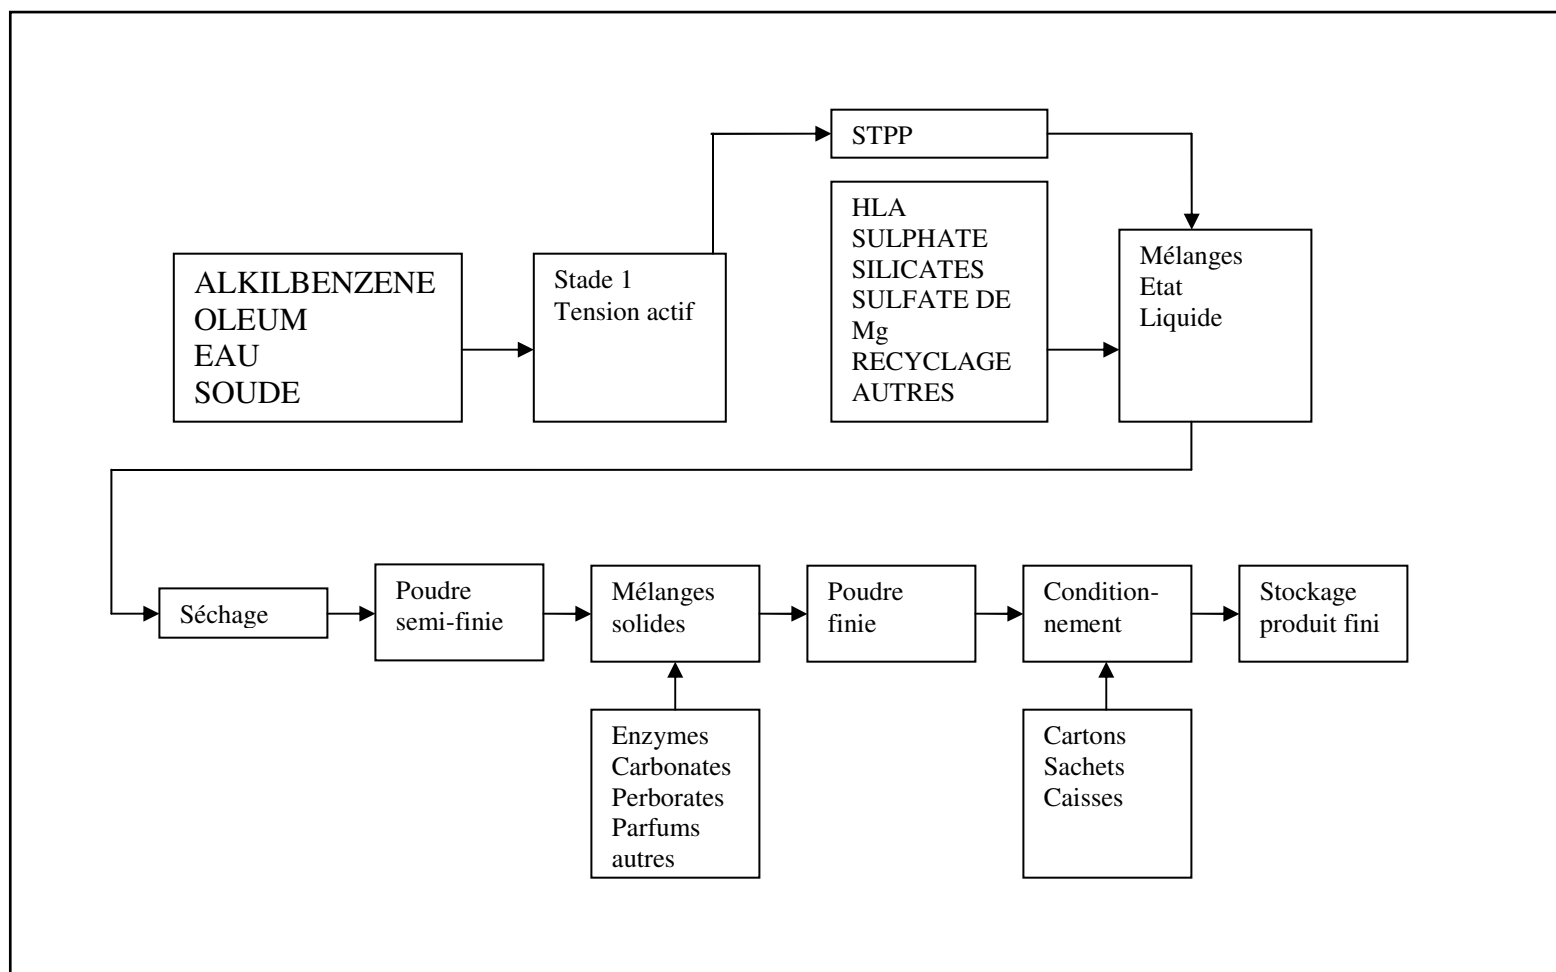 STPP
ALKILBENZENE
OLEUM
EAU
SOUDE
Stade 1
Tension actif
HLA
SULPHATE
SILICATES
SULFATE DE
Mg
RECYCLAGE
AUTRES
Mélanges
Etat
Liquide
Séchage
Poudre
semi-finie
Mélanges
solides
Poudre
finie
Condition-
nement
Stockage
produit fini
Enzymes
Carbonates
Perborates
Parfums
autres
Cartons
Sachets
Caisses